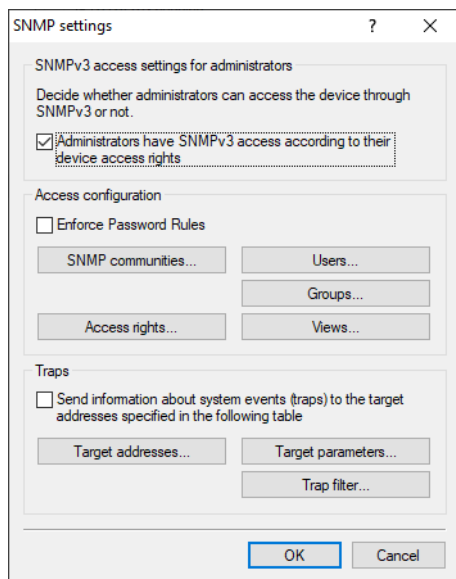 SNMP settings
?
SNMPv3 access settings for administrators
Decide whether administrators can access the device through
SNMPv3 or not.
Administrators have SNMPv3 access according to their
device access rights
Access configuration
Enforce Password Rules
SNMP communities...
Users...
Groups...
Access rights...
Views...
Traps
Send information about system events (traps) to the target
addresses specified in the following table
Target addresses...
Target parameters...
Trap filter...
OK
Cancel